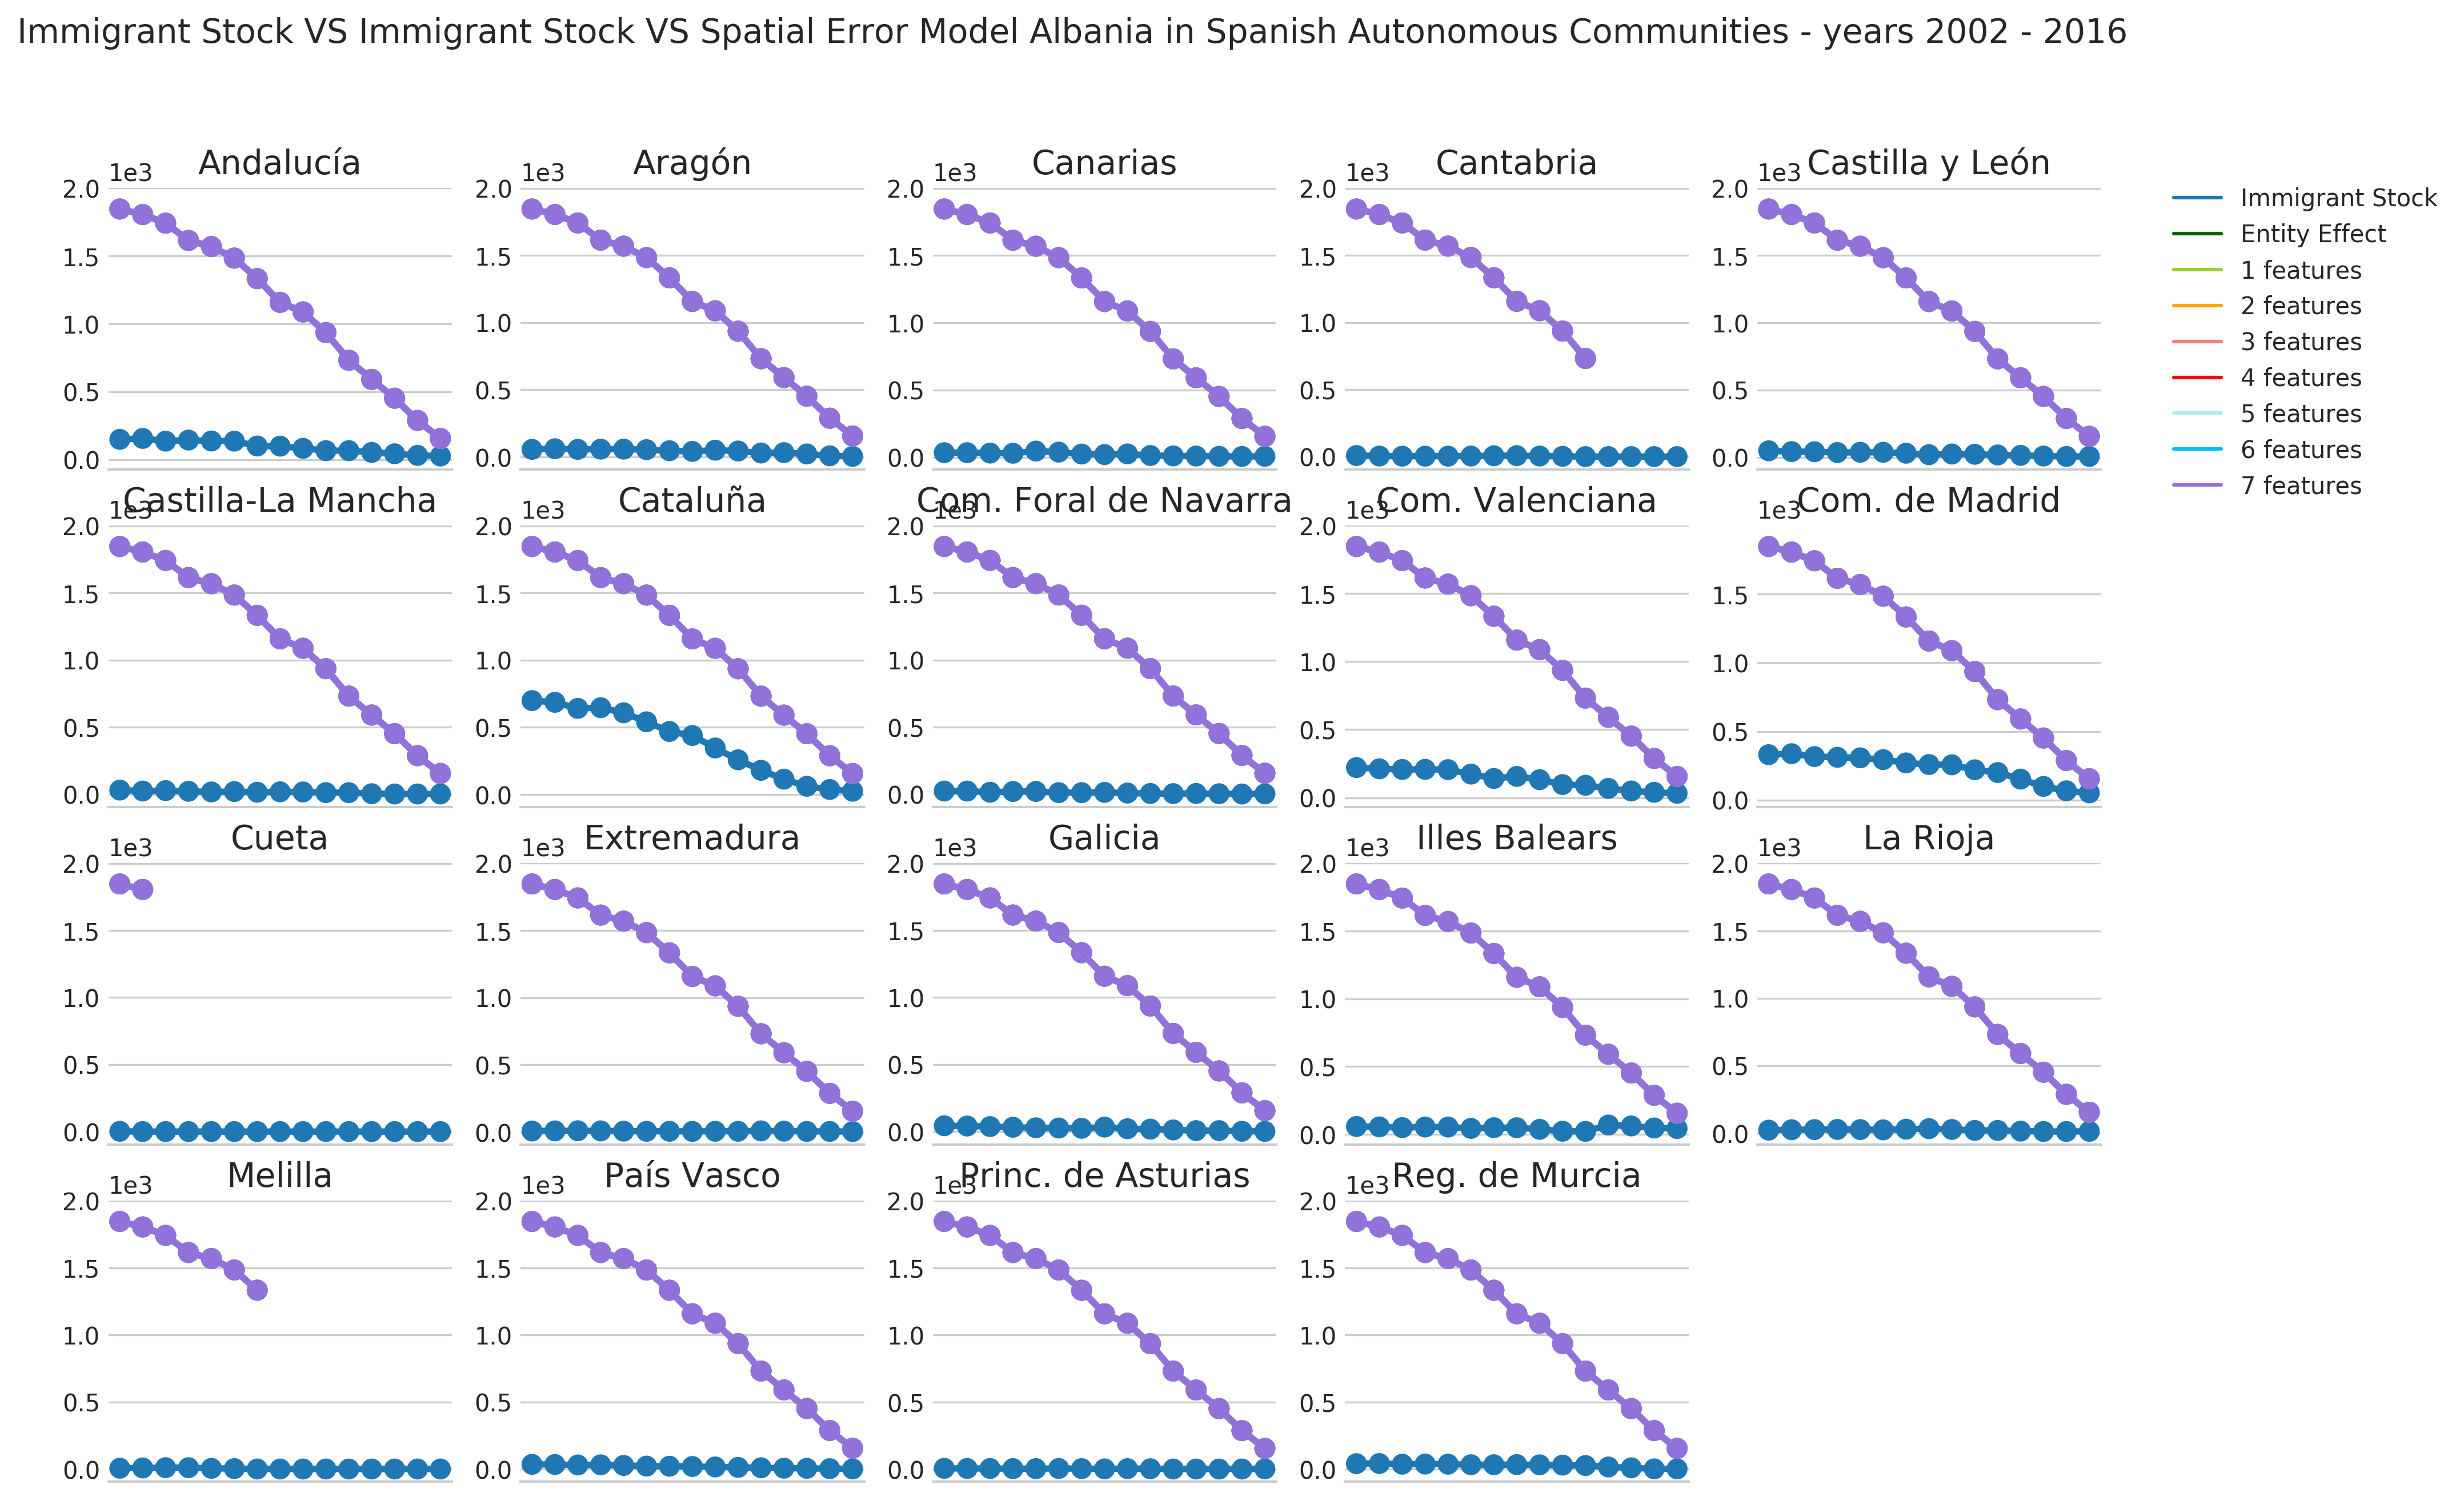 Immigrant Stock VS Immigrant Stock VS Spatial Error Model Albania in Spanish Autonomous Communities - years 2002 - 2016
Andalucía
1e3
2.0
1.5
1.0
0.5
0.0
Aragón
1e3
2.0
1.5
1.0
0.5
0.0
Canarias
1e3
2.0
1.5
1.0
0.5
0.0
Cantabria
1e3
2.0
1.5
1.0
0.5
0.0
Castilla y León
1e3
2.0
1.5
1.0
0.5
0.0
Immigrant Stock
Entity Effect
1 features
2 features
3 features
4 features
5 features
6 features
7 features
Castilla-La Mancha
1e3
2.0
1.5
1.0
0.5
0.0
Cataluña
1e3
2.0
1.5
1.0
0.5
0.0
Com. Foral de Navarra
1e3
2.0
1.5
1.0
0.5
0.0
Com. Valenciana
1e3
2.0
1.5
1.0
0.5
0.0
Com. de Madrid
1e3
1.5
1.0
0.5
0.0
Cueta
1e3
2.0
1.5
1.0
0.5
0.0
Extremadura
1e3
2.0
1.5
1.0
0.5
0.0
Galicia
1e3
2.0
1.5
1.0
0.5
0.0
Illes Balears
1e3
2.0
1.5
1.0
0.5
0.0
La Rioja
1e3
2.0
1.5
1.0
0.5
0.0
Melilla
1e3
2.0
1.5
1.0
0.5
0.0
País Vasco
1e3
2.0
1.5
1.0
0.5
0.0
Princ. de Asturias
1e3
2.0
1.5
1.0
0.5
0.0
Reg. de Murcia
1e3
2.0
1.5
1.0
0.5
0.0